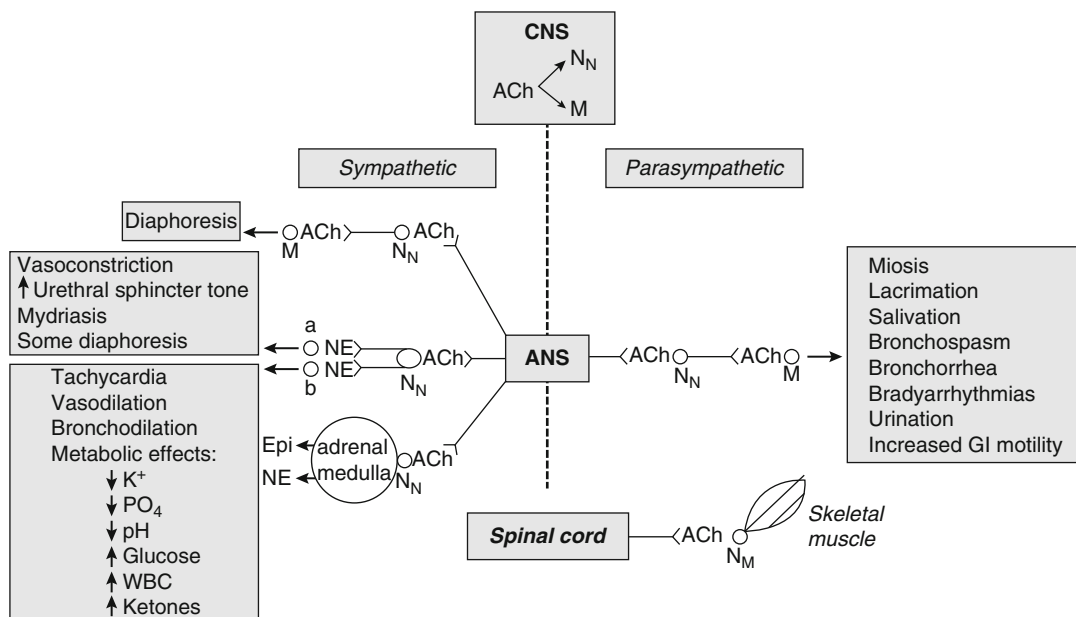 CNS
N_N
ACh
M
Sympathetic
Parasympathetic
Diaphoresis
M ACh
N_N ACh
Vasoconstriction
↑ Urethral sphincter tone
Mydriasis
Some diaphoresis
a
NE
b
NE
N_N
ACh
ANS
ACh
N_N
ACh
M
Miosis
Lacrimation
Salivation
Bronchospasm
Bronchorrhea
Bradyarrhythmias
Urination
Increased GI motility
Tachycardia
Vasodilation
Bronchodilation
Metabolic effects:
↓ K⁺
↓ PO₄
↓ pH
↑ Glucose
↑ WBC
↑ Ketones
Epi
NE
adrenal
medulla
N_N
ACh
Spinal cord
ACh
N_M
Skeletal
muscle